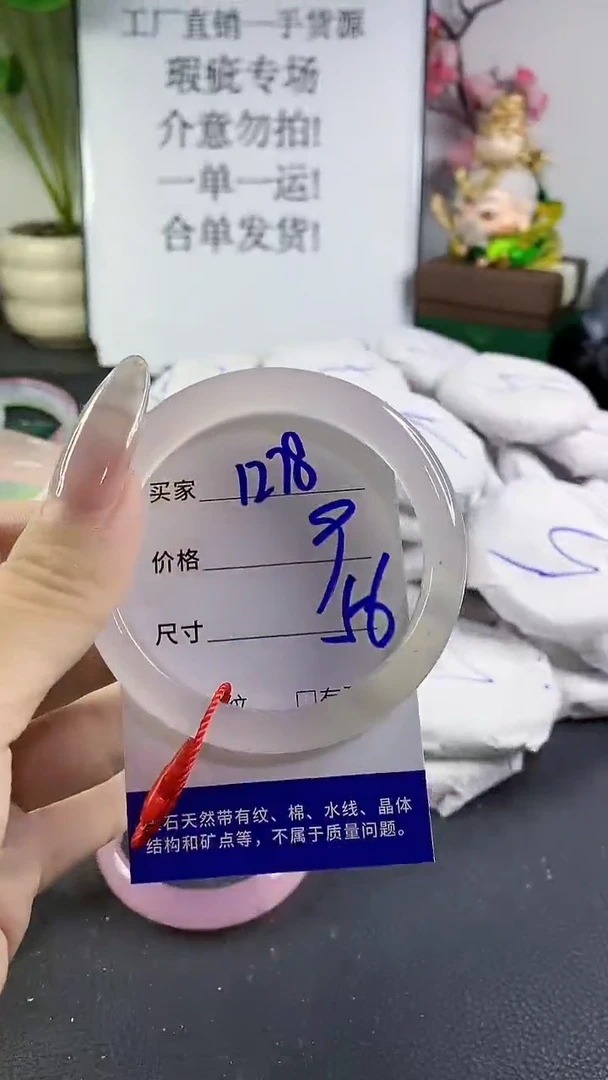 工厂直销一手货源
瑕疵专场
介意勿拍!
一单一运!
合单发货!
买家 1278
价格 9
尺寸 56
纹 □有
石天然带有纹、棉、水线、晶体
结构和矿点等，不属于质量问题。